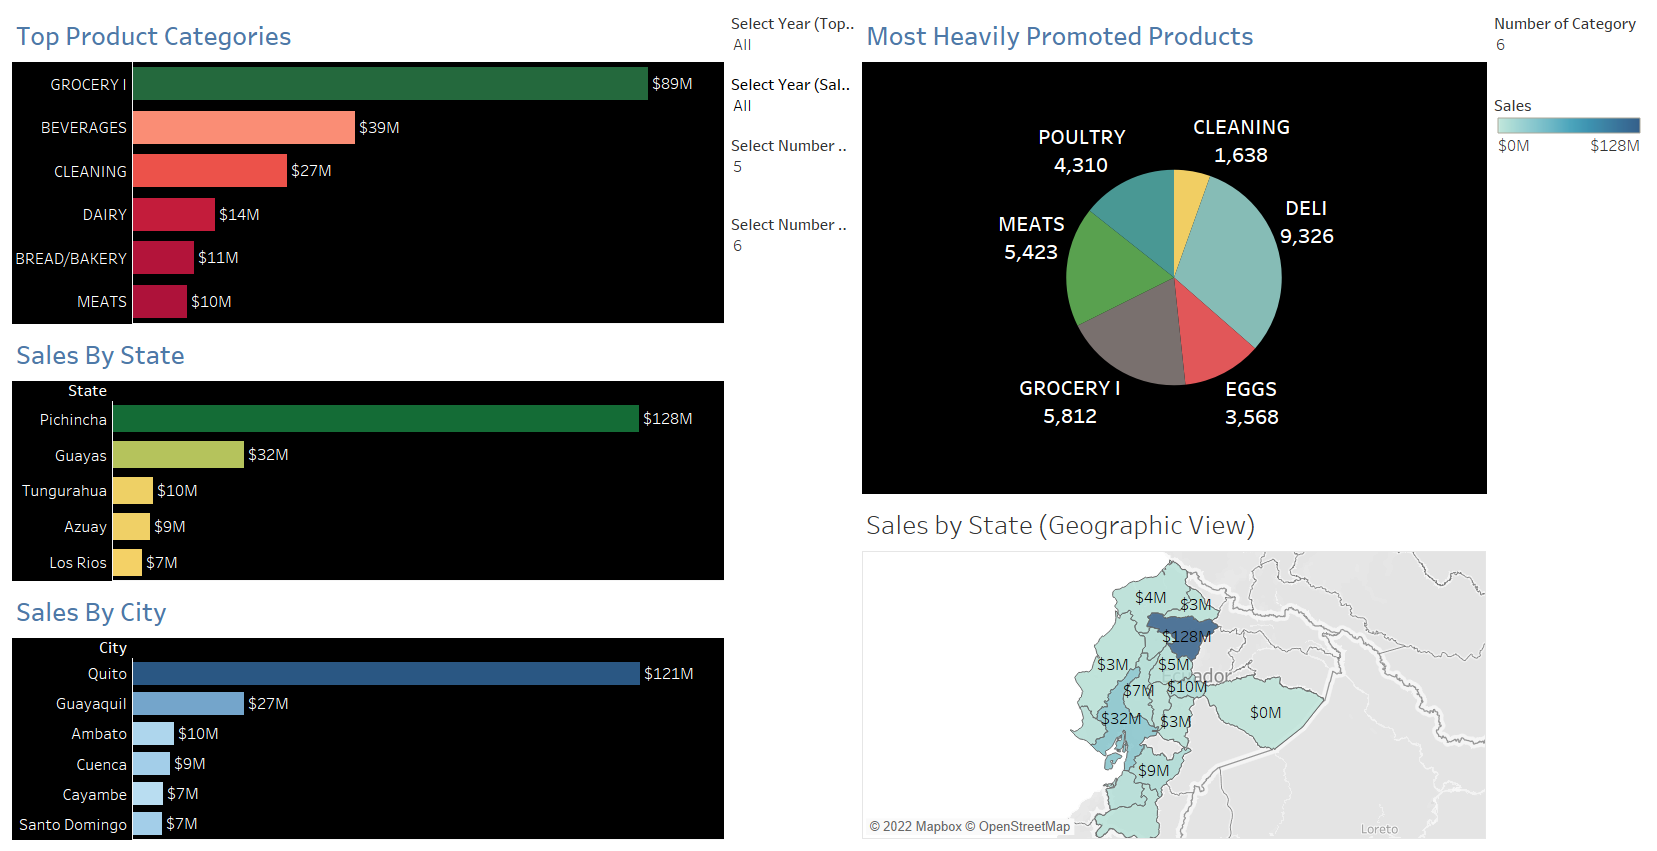 Top Product Categories
GROCERY I
$89M
BEVERAGES
$39M
CLEANING
$27M
DAIRY
$14M
BREAD/BAKERY
$11M
MEATS
$10M
Select Year (Top..
All
Select Year (Sal..
All
Select Number ..
5
Select Number ..
6
Sales By State
State
Pichincha
$128M
Guayas
$32M
Tungurahua
$10M
Azuay
$9M
Los Rios
$7M
Sales By City
City
Quito
$121M
Guayaquil
$27M
Ambato
$10M
Cuenca
$9M
Cayambe
$7M
Santo Domingo
$7M
Most Heavily Promoted Products
POULTRY
4,310
CLEANING
1,638
DELI
9,326
MEATS
5,423
GROCERY I
5,812
EGGS
3,568
Number of Category
6
Sales
$0M $128M
Sales by State (Geographic View)
$4M
$3M
$128M
$3M
$5M
Ecuador
$7M
$10M
$0M
$32M
$3M
$9M
© 2022 Mapbox © OpenStreetMap
Loreto